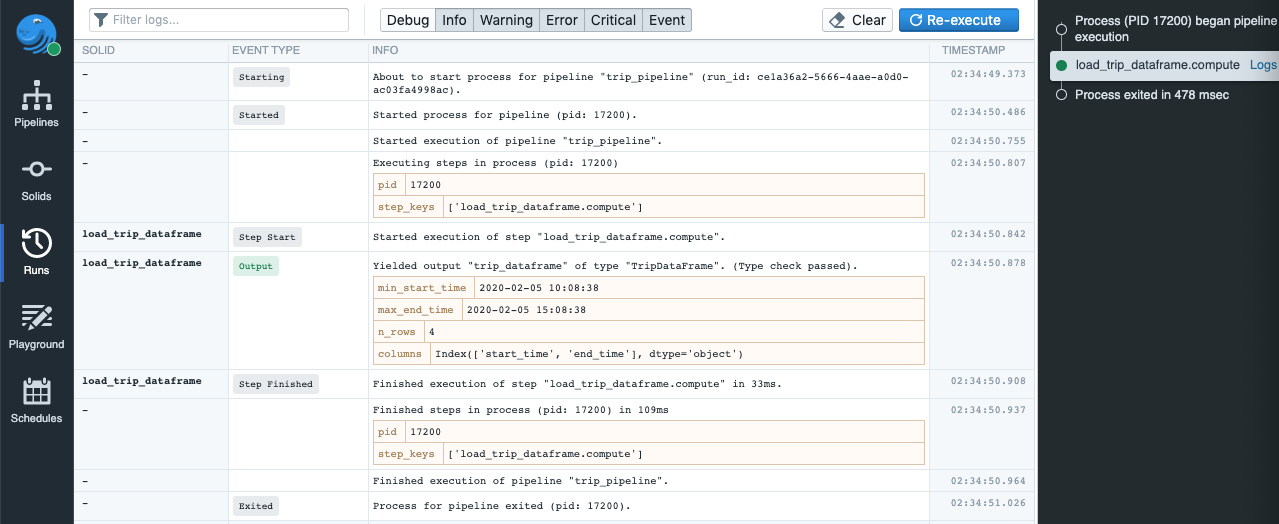 Filter logs...
Debug Info Warning Error Critical Event
Clear
Re-execute
SOLID EVENT TYPE INFO TIMESTAMP
- Starting About to start process for pipeline "trip_pipeline" (run_id: ce1a36a2-5666-4aae-a0d0-
ac03fa4998ac). 02:34:49.373
- Started Started process for pipeline (pid: 17200). 02:34:50.486
- Started execution of pipeline "trip_pipeline". 02:34:50.755
- Executing steps in process (pid: 17200) 02:34:50.807
pid 17200
step_keys ['load_trip_dataframe.compute']
load_trip_dataframe Step Start Started execution of step "load_trip_dataframe.compute". 02:34:50.842
load_trip_dataframe Output Yielded output "trip_dataframe" of type "TripDataFrame". (Type check passed). 02:34:50.878
min_start_time 2020-02-05 10:08:38
max_end_time 2020-02-05 15:08:38
n_rows 4
columns Index(['start_time', 'end_time'], dtype='object')
load_trip_dataframe Step Finished Finished execution of step "load_trip_dataframe.compute" in 33ms. 02:34:50.908
- Finished steps in process (pid: 17200) in 109ms 02:34:50.937
pid 17200
step_keys ['load_trip_dataframe.compute']
- Finished execution of pipeline "trip_pipeline". 02:34:50.964
- Exited Process for pipeline exited (pid: 17200). 02:34:51.026
Pipelines
Solids
Runs
Playground
Schedules
Process (PID 17200) began pipeline
execution
load_trip_dataframe.compute Logs
Process exited in 478 msec